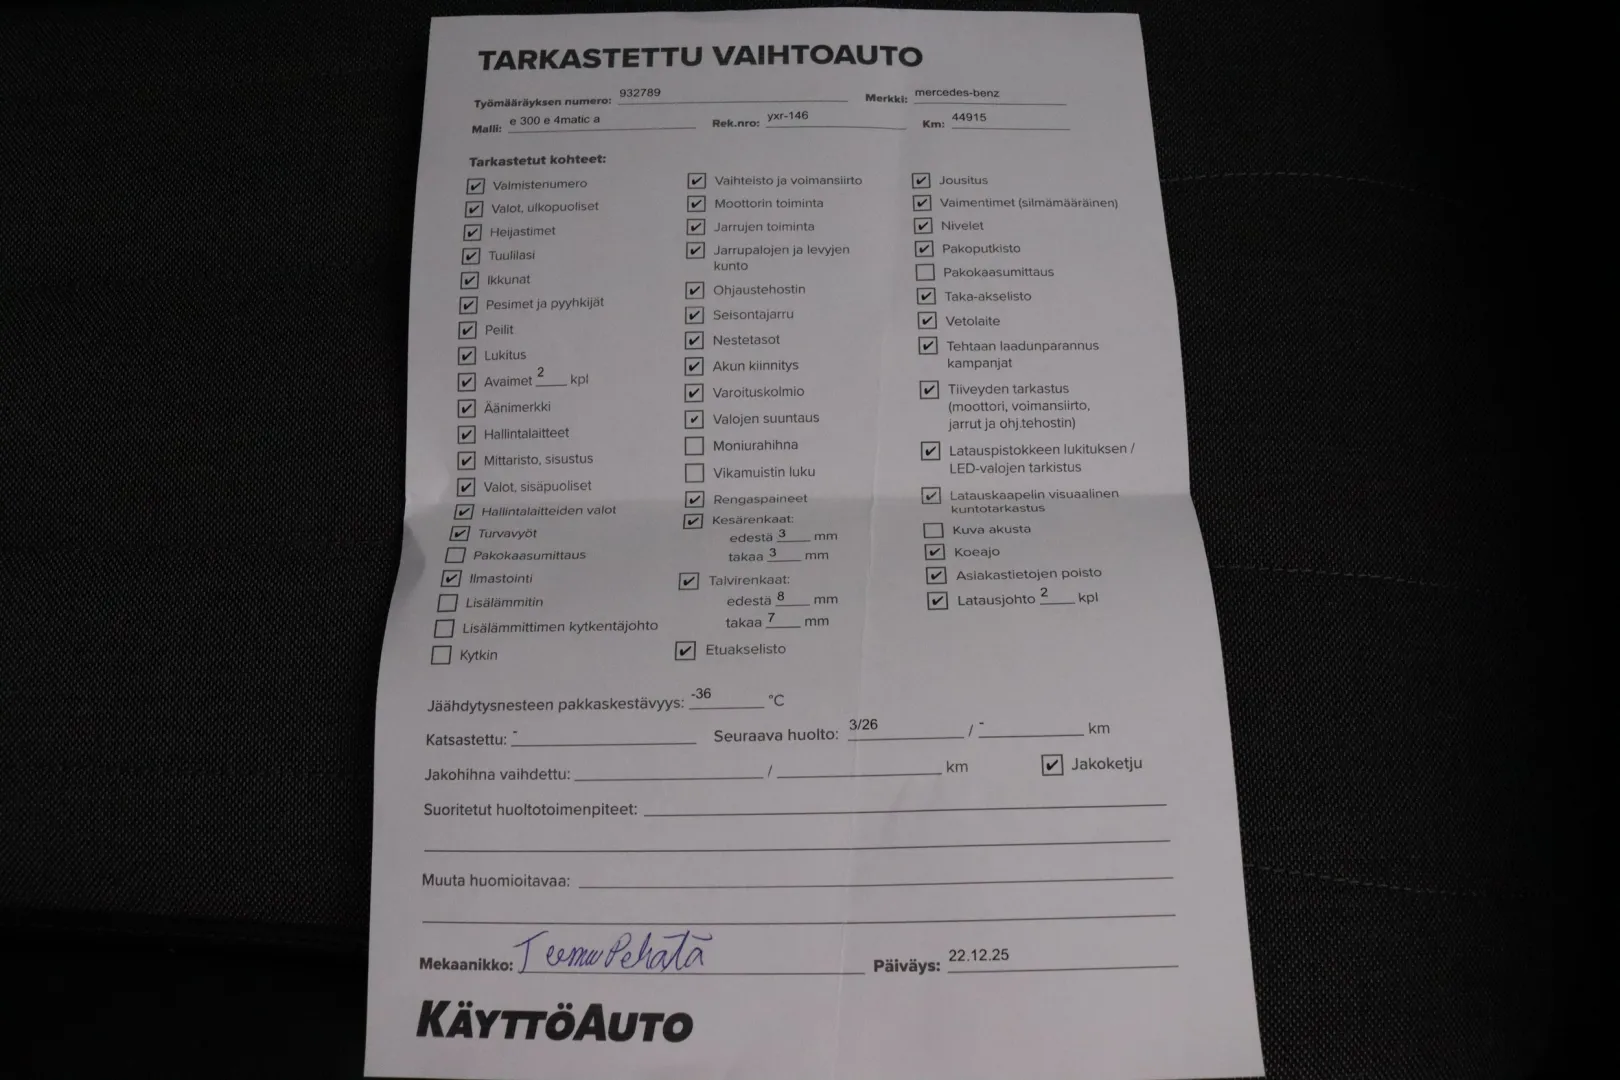 TARKASTETTU VAIHTOAUTO
Työmääräyksen numero: 932789 Merkki: mercedes-benz
Malli: e 300 e 4matic a Rek.nro: yxr-146 Km: 44915
Tarkastetut kohteet:
Valmistenumero
Valot, ulkopuoliset
Heijastimet
Tuulilasi
Ikkunat
Pesimet ja pyyhkijät
Peilit
Lukitus
Avaimet 2 kpl
Äänimerkki
Hallintalaitteet
Mittaristo, sisustus
Valot, sisäpuoliset
Hallintalaitteiden valot
Turvavyöt
Pakokaasumittaus
Ilmastointi
Lisälämmitin
Lisälämmittimen kytkentäjohto
Kytkin
Vaihteisto ja voimansiirto
Moottorin toiminta
Jarrujen toiminta
Jarrupalojen ja levyjen
kunto
Ohjaustehostin
Seisontajarru
Nestetasot
Akun kiinnitys
Varoituskolmio
Valojen suuntaus
Moniurahihna
Vikamuistin luku
Rengaspaineet
Kesärenkaat:
edestä 3 mm
takaa 3 mm
Talvirenkaat:
edestä 8 mm
takaa 7 mm
Etuakselisto
Jousitus
Vaimentimet (silmämääräinen)
Nivelet
Pakoputkisto
Pakokaasumittaus
Taka-akselisto
Vetolaite
Tehtaan laadunparannus
kampanjat
Tiiveyden tarkastus
(moottori, voimansiirto,
jarrut ja ohj.tehostin)
Latauspistokkeen lukituksen /
LED-valojen tarkistus
Latauskaapelin visuaalinen
kuntotarkastus
Kuva akusta
Koeajo
Asiakastietojen poisto
Latausjohto 2 kpl
Jäähdytysnesteen pakkaskestävyys: -36 °C
Katsastettu: - Seuraava huolto: 3/26 / - km
Jakohihna vaihdettu: / km Jakoketju
Suoritetut huoltotoimenpiteet:
Muuta huomioitavaa:
Mekaanikko: Teemu Pekatä Päiväys: 22.12.25
KÄYTTÖAUTO